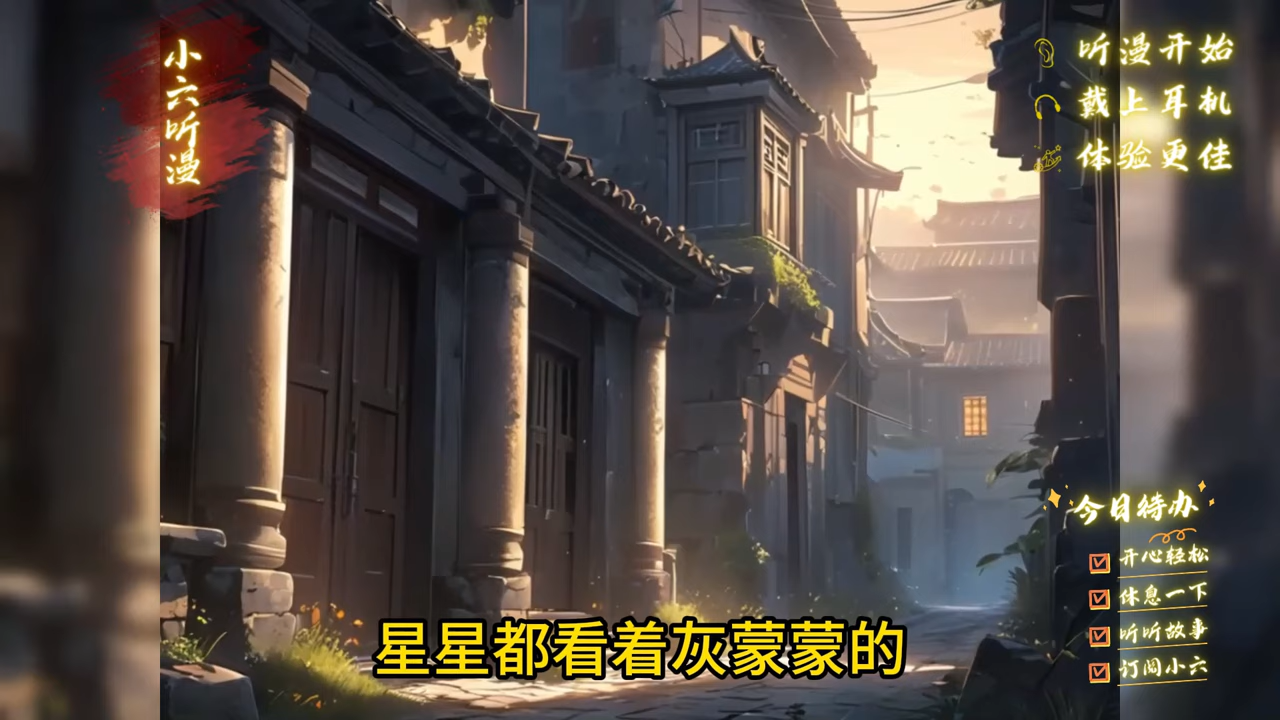 小六听漫
听漫开始
戴上耳机
体验更佳
今日待办
开心轻松
休息一下
听听故事
订阅小六
星星都看着灰蒙蒙的